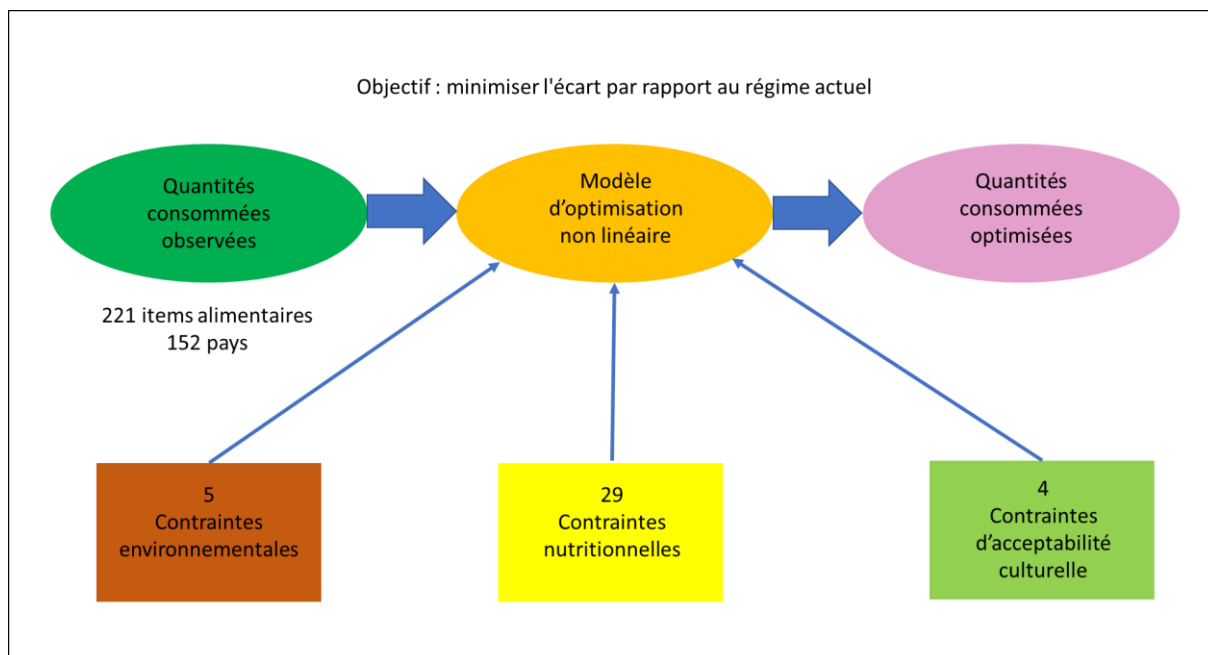 Objectif : minimiser l'écart par rapport au régime actuel
Quantités
consommées
observées
Modèle
d’optimisation
non linéaire
Quantités
consommées
optimisées
221 items alimentaires
152 pays
5
Contraintes
environnementales
29
Contraintes
nutritionnelles
4
Contraintes
d’acceptabilité
culturelle